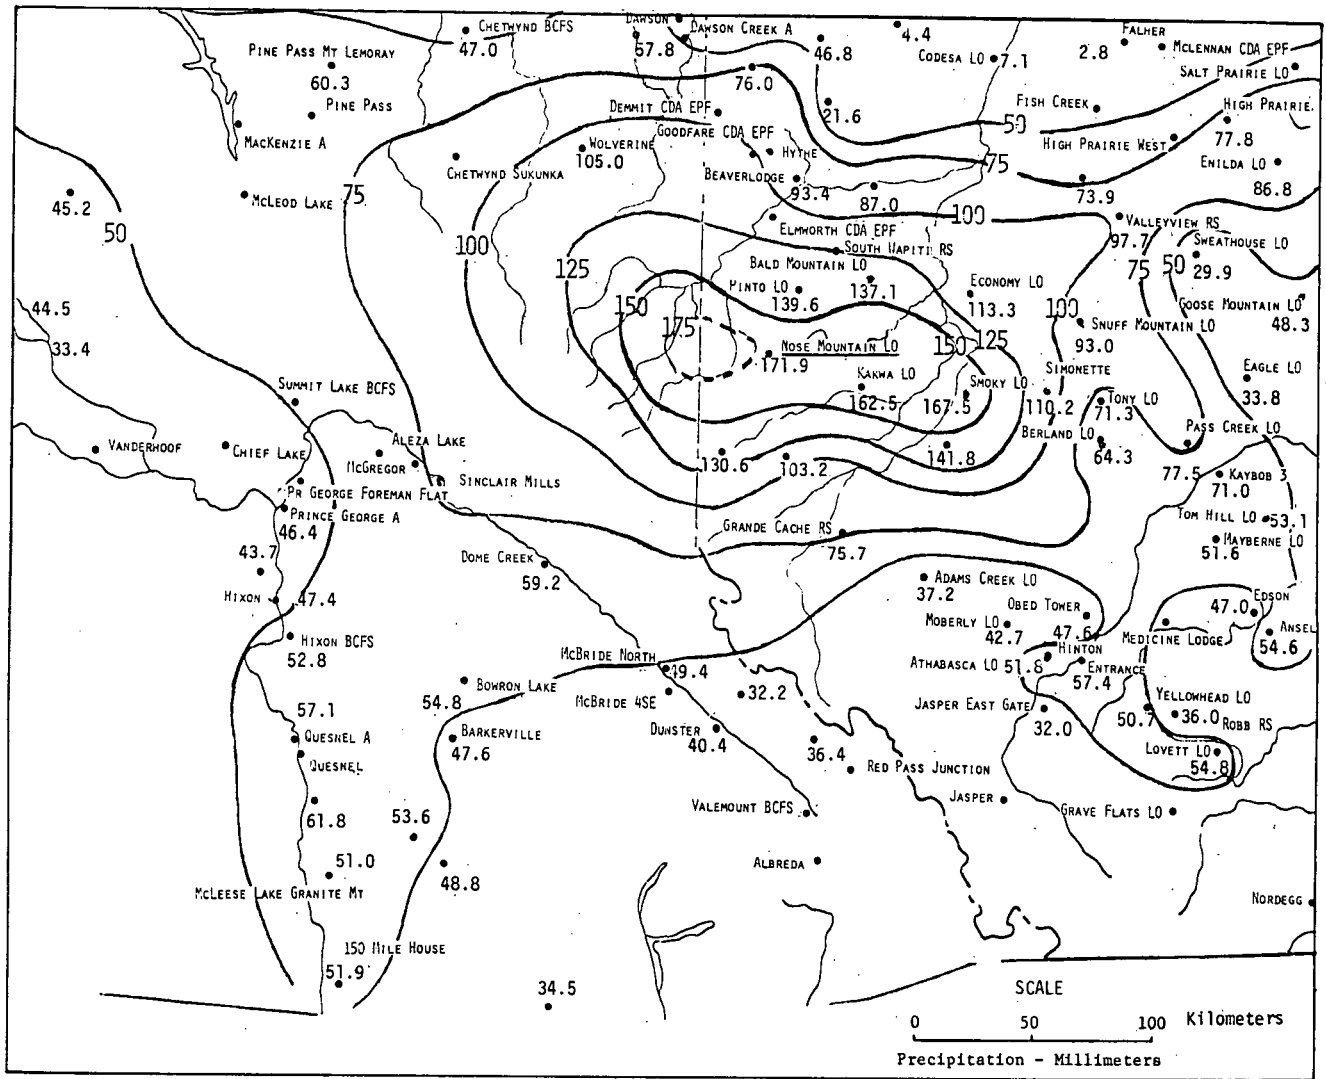 CHETWYND BCFS
47.0
DAWSON
57.8
DAWSON CREEK A
46.8
4.4
CODESA LO
7.1
FALHER
2.8
MCLENNAN CDA EPF
SALT PRAIRIE LO
PINE PASS MT LEMORAY
60.3
PINE PASS
MACKENZIE A
76.0
DEMMIT CDA EPF
21.6
FISH CREEK
50
HIGH PRAIRIE
77.8
HIGH PRAIRIE WEST
GOODFARE CDA EPF
WOLVERINE
105.0
HYTHE
BEAVERLODGE
93.4
87.0
75
73.9
ENILDA LO
86.8
CHETWYND SUKUNKA
45.2
MCLEOD LAKE
75
50
100
100
ELMWORTH CDA EPF
VALLEYVIEW RS
97.7
SOUTH WAPITI RS
SWEATHOUSE LO
29.9
125
BALD MOUNTAIN LO
137.1
75
50
PINTO LO
139.6
ECONOMY LO
113.3
150
100
GOOSE MOUNTAIN LO
48.3
44.5
33.4
175
SNUFF MOUNTAIN LO
93.0
NOSE MOUNTAIN LO
171.9
150
125
SIMONETTE
110.2
KAKWA LO
162.5
SMOKY LO
167.5
EAGLE LO
33.8
SUMMIT LAKE BCFS
TONY LO
71.3
VANDERHOOF
CHIEF LAKE
ALEZA LAKE
MCGREGOR
BERLAND LO
64.3
PASS CREEK LO
77.5
130.6
103.2
141.8
KAYBOB 3
71.0
SINCLAIR MILLS
PR GEORGE FOREMAN FLAT
PRINCE GEORGE A
46.4
GRANDE CACHE RS
75.7
TOM HILL LO
53.1
MAYBERNE LO
51.6
43.7
DOME CREEK
59.2
ADAMS CREEK LO
37.2
HIXON
47.4
OBED TOWER
47.6
MOBERLY LO
42.7
EDSON
47.0
MEDICINE LODGE
ANSEL
54.6
HIXON BCFS
52.8
MCBRIDE NORTH
49.4
HINTON
ATHABASCA LO
51.8
ENTRANCE
57.4
BOWRON LAKE
54.8
MCBRIDE 4SE
32.2
JASPER EAST GATE
32.0
YELLOWHEAD LO
50.7
36.0
ROBB RS
57.1
QUESNEL A
QUESNEL
BARKERVILLE
47.6
DUNSTER
40.4
36.4
LOVETT LO
54.8
RED PASS JUNCTION
JASPER
VALEMOUNT BCFS
GRAVE FLATS LO
61.8
53.6
51.0
48.8
ALBREDA
MCLEESE LAKE GRANITE MT
NORDEGG
150 MILE HOUSE
51.9
34.5
SCALE
0 50 100 Kilometers
Precipitation - Millimeters